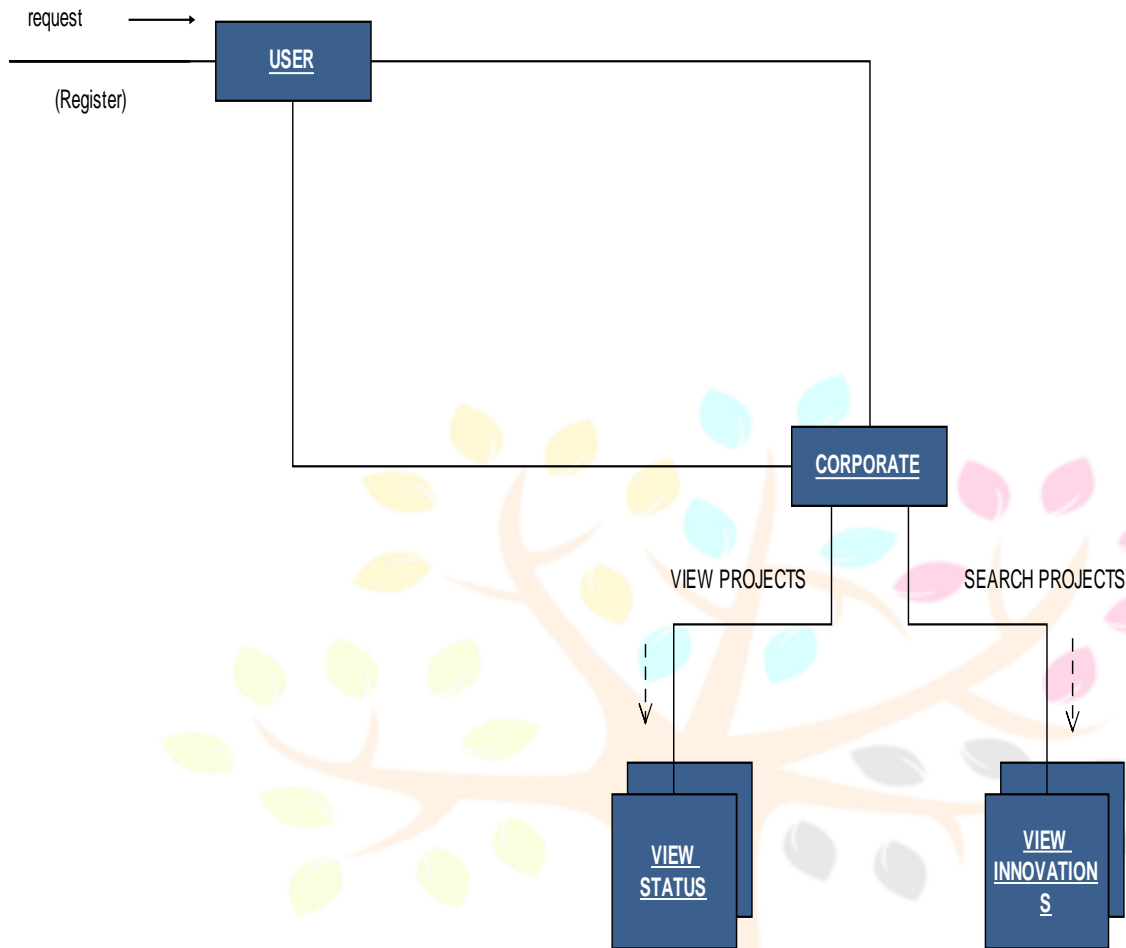 request
USER
(Register)
CORPORATE
VIEW PROJECTS
SEARCH PROJECTS
VIEW
STATUS
VIEW
INNOVATION
S